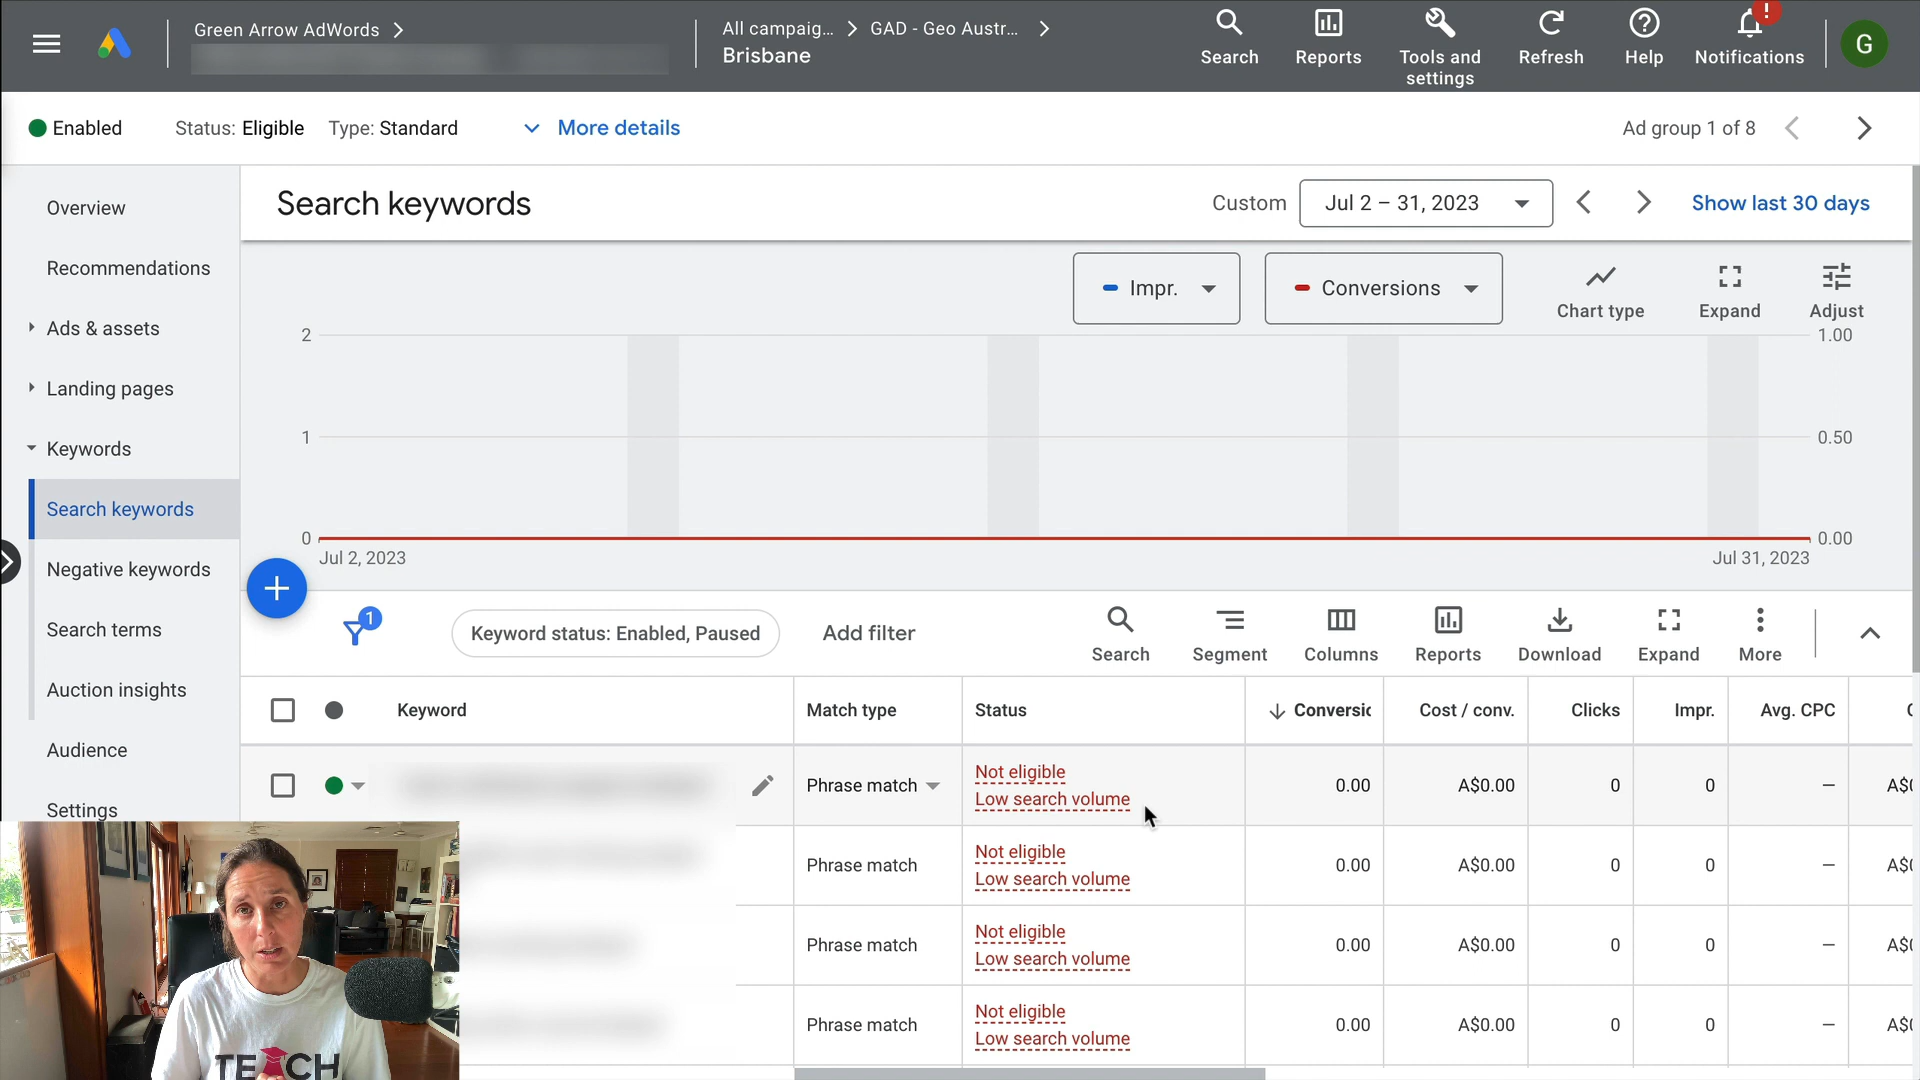 Green Arrow AdWords
All campaig...
GAD - Geo Austr...
Brisbane
Search
Reports
Tools and
settings
Refresh
Help
!
Notifications
G
Enabled
Status: Eligible
Type: Standard
More details
Ad group 1 of 8
Overview
Recommendations
Ads & assets
Landing pages
Keywords
Search keywords
Negative keywords
Search terms
Auction insights
Audience
Settings
Search keywords
Custom
Jul 2 – 31, 2023
Show last 30 days
Impr.
Conversions
Chart type
Expand
Adjust
2
1.00
1
0.50
0
0.00
Jul 2, 2023
Jul 31, 2023
1
Keyword status: Enabled, Paused
Add filter
Search
Segment
Columns
Reports
Download
Expand
More
Keyword
Match type
Status
Conversic
Cost / conv.
Clicks
Impr.
Avg. CPC
Phrase match
Not eligible
Low search volume
0.00
A$0.00
0
0
—
A$0
Phrase match
Not eligible
Low search volume
0.00
A$0.00
0
0
—
A$0
Phrase match
Not eligible
Low search volume
0.00
A$0.00
0
0
—
A$0
Phrase match
Not eligible
Low search volume
0.00
A$0.00
0
0
—
A$0
TEACH